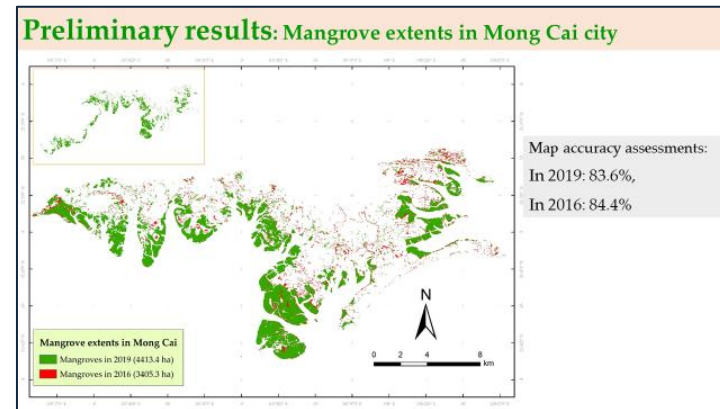 Preliminary results: Mangrove extents in Mong Cai city
Map accuracy assessments:
In 2019: 83.6%,
In 2016: 84.4%
N
Mangrove extents in Mong Cai
Mangroves in 2019 (4413.4 ha)
Mangroves in 2016 (3405.3 ha)
0 2 4 8
km